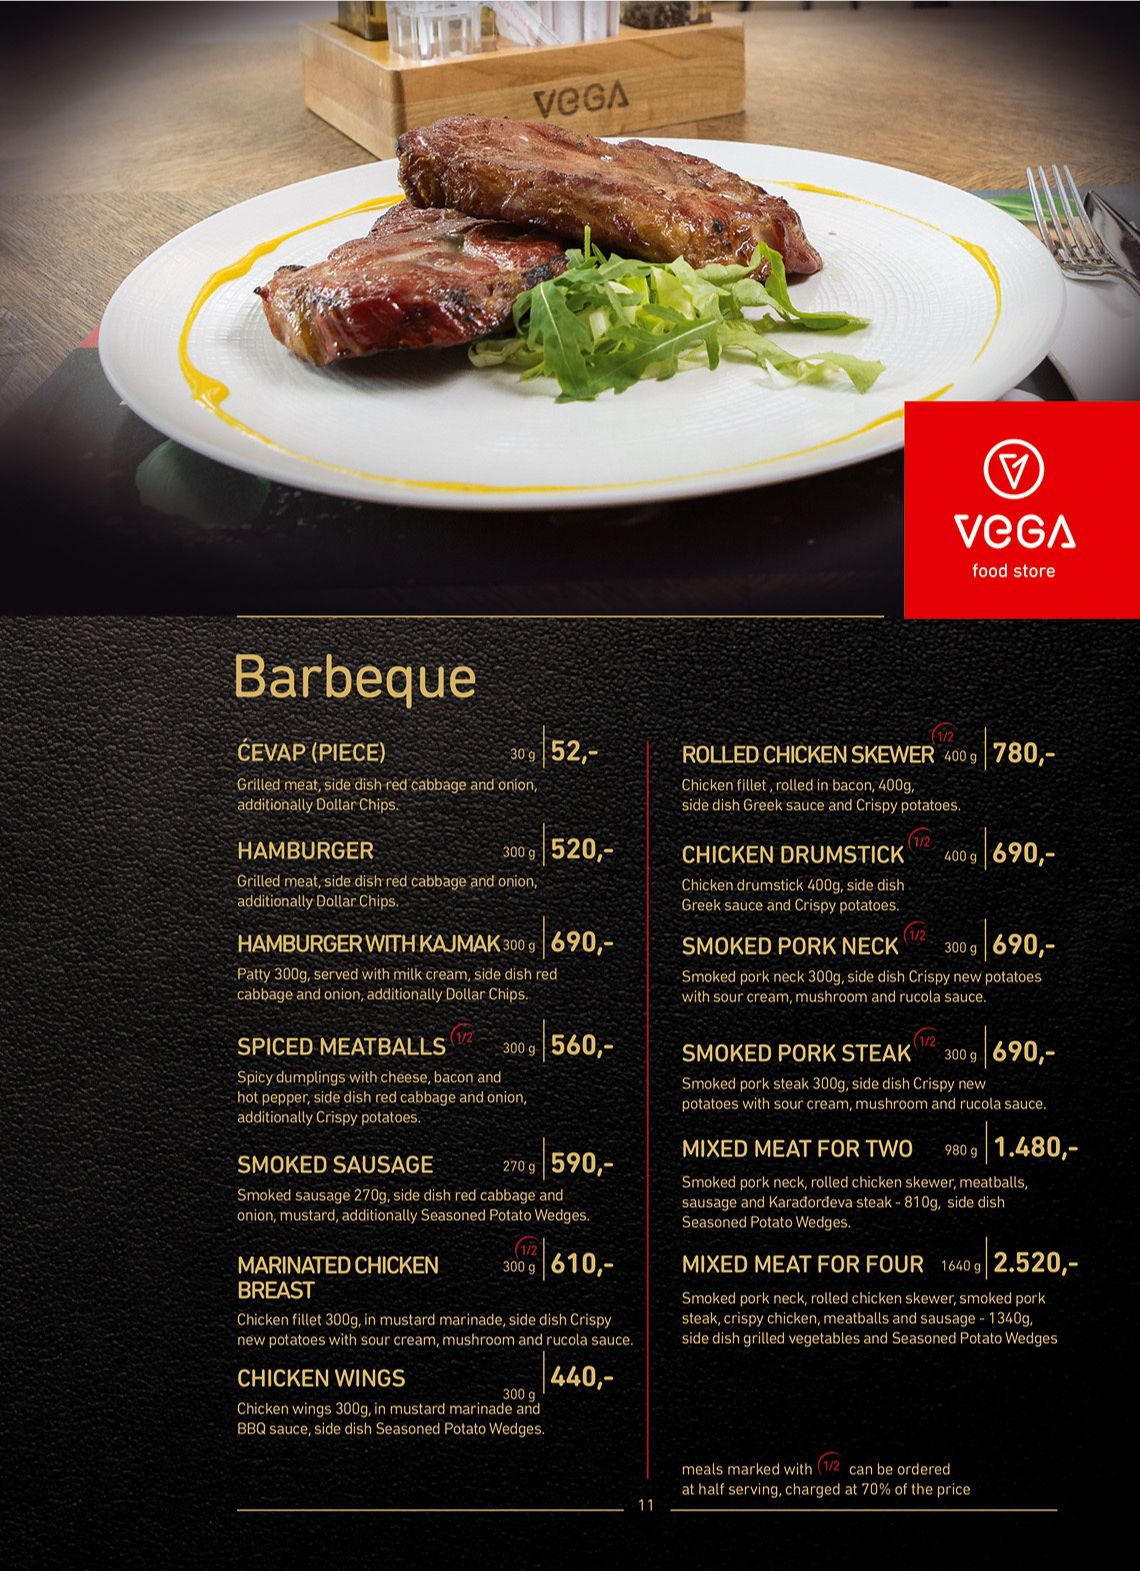 VEGA
VEGA
food store
Barbeque
ĆEVAP (PIECE) 30 g 52,-
Grilled meat, side dish red cabbage and onion,
additionally Dollar Chips.
HAMBURGER 300 g 520,-
Grilled meat, side dish red cabbage and onion,
additionally Dollar Chips.
HAMBURGER WITH KAJMAK 300 g 690,-
Patty 300g, served with milk cream, side dish red
cabbage and onion, additionally Dollar Chips.
SPICED MEATBALLS 1/2 300 g 560,-
Spicy dumplings with cheese, bacon and
hot pepper, side dish red cabbage and onion,
additionally Crispy potatoes.
SMOKED SAUSAGE 270 g 590,-
Smoked sausage 270g, side dish red cabbage and
onion, mustard, additionally Seasoned Potato Wedges.
MARINATED CHICKEN 1/2 300 g 610,-
BREAST
Chicken fillet 300g, in mustard marinade, side dish Crispy
new potatoes with sour cream, mushroom and rucola sauce.
CHICKEN WINGS 300 g 440,-
Chicken wings 300g, in mustard marinade and
BBQ sauce, side dish Seasoned Potato Wedges.
ROLLED CHICKEN SKEWER 1/2 400 g 780,-
Chicken fillet , rolled in bacon, 400g,
side dish Greek sauce and Crispy potatoes.
CHICKEN DRUMSTICK 1/2 400 g 690,-
Chicken drumstick 400g, side dish
Greek sauce and Crispy potatoes.
SMOKED PORK NECK 1/2 300 g 690,-
Smoked pork neck 300g, side dish Crispy new potatoes
with sour cream, mushroom and rucola sauce.
SMOKED PORK STEAK 1/2 300 g 690,-
Smoked pork steak 300g, side dish Crispy new
potatoes with sour cream, mushroom and rucola sauce.
MIXED MEAT FOR TWO 980 g 1.480,-
Smoked pork neck, rolled chicken skewer, meatballs,
sausage and Karađorđeva steak - 810g, side dish
Seasoned Potato Wedges.
MIXED MEAT FOR FOUR 1640 g 2.520,-
Smoked pork neck, rolled chicken skewer, smoked pork
steak, crispy chicken, meatballs and sausage - 1340g,
side dish grilled vegetables and Seasoned Potato Wedges
meals marked with 1/2 can be ordered
at half serving, charged at 70% of the price
11